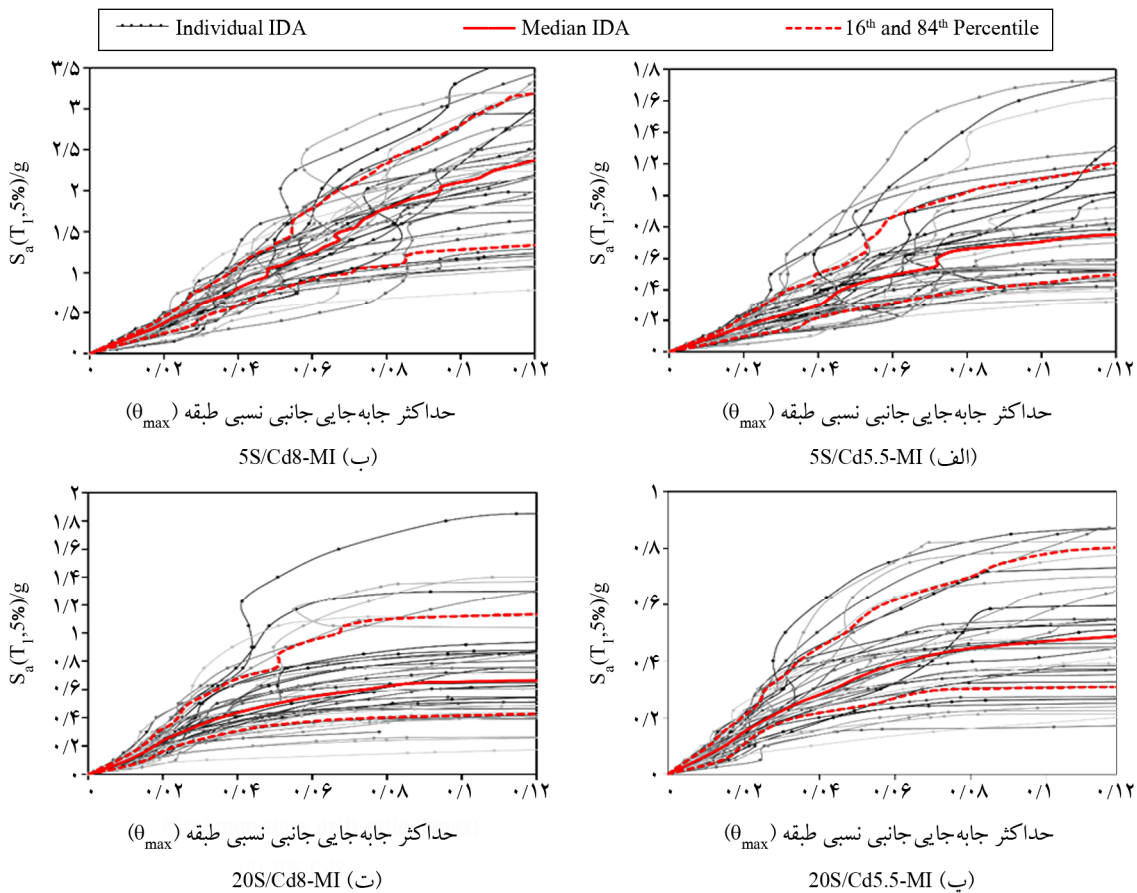 Individual IDA
Median IDA
16th and 84th Percentile
۳/۵
۳
۲/۵
۲
۱/۵
۱
۰/۵
۰
Sa(T1,5%)/g
۰ ۰/۰۲ ۰/۰۴ ۰/۰۶ ۰/۰۸ ۰/۱ ۰/۱۲
حداکثر جابه‌جایی جانبی نسبی طبقه (θmax)
5S/Cd8-MI (ب)
۱/۸
۱/۶
۱/۴
۱/۲
۱
۰/۸
۰/۶
۰/۴
۰/۲
۰
Sa(T1,5%)/g
۰ ۰/۰۲ ۰/۰۴ ۰/۰۶ ۰/۰۸ ۰/۱ ۰/۱۲
حداکثر جابه‌جایی جانبی نسبی طبقه (θmax)
5S/Cd5.5-MI (الف)
۲
۱/۸
۱/۶
۱/۴
۱/۲
۱
۰/۸
۰/۶
۰/۴
۰/۲
۰
Sa(T1,5%)/g
۰ ۰/۰۲ ۰/۰۴ ۰/۰۶ ۰/۰۸ ۰/۱ ۰/۱۲
حداکثر جابه‌جایی جانبی نسبی طبقه (θmax)
20S/Cd8-MI (ت)
۱
۰/۸
۰/۶
۰/۴
۰/۲
۰
Sa(T1,5%)/g
۰ ۰/۰۲ ۰/۰۴ ۰/۰۶ ۰/۰۸ ۰/۱ ۰/۱۲
حداکثر جابه‌جایی جانبی نسبی طبقه (θmax)
20S/Cd5.5-MI (پ)